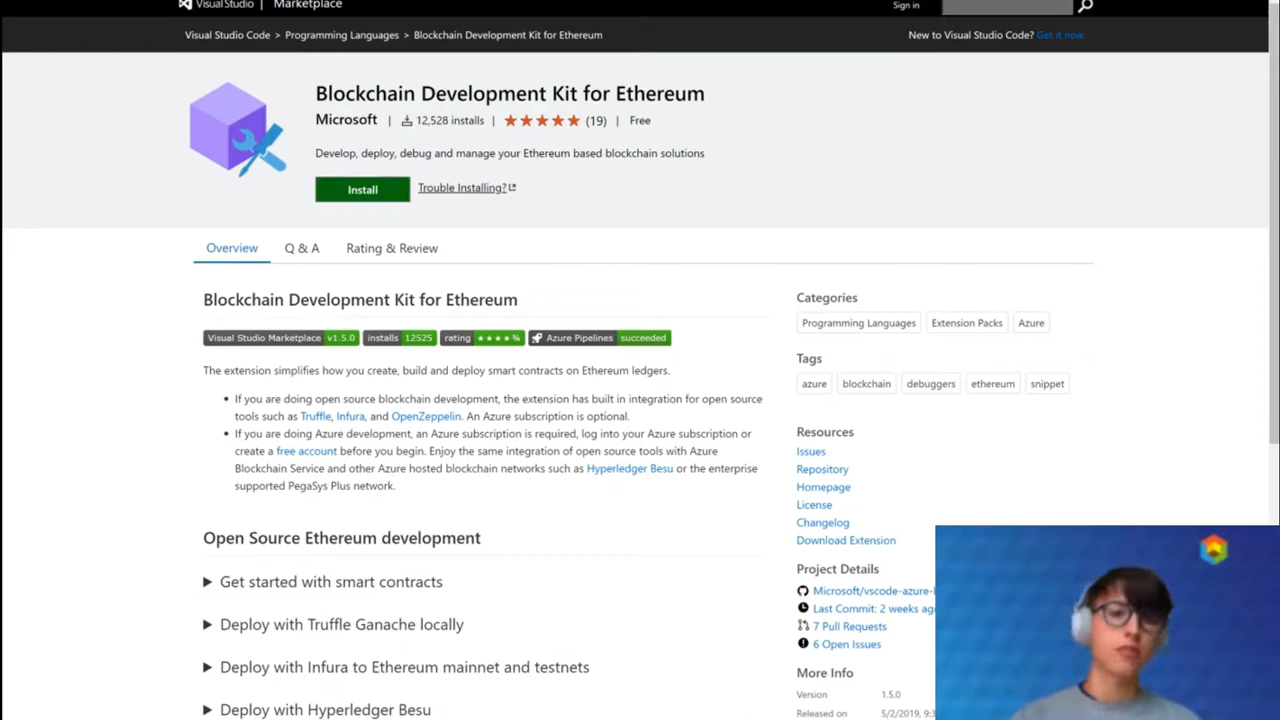 Visual Studio | Marketplace
Sign in
Visual Studio Code > Programming Languages > Blockchain Development Kit for Ethereum
New to Visual Studio Code? Get it now.
Blockchain Development Kit for Ethereum
Microsoft | 12,528 installs | ★★★★★ (19) | Free
Develop, deploy, debug and manage your Ethereum based blockchain solutions
Install
Trouble Installing?
Overview
Q & A
Rating & Review
Blockchain Development Kit for Ethereum
Visual Studio Marketplace v1.5.0 installs 12525 rating ★★★★½ Azure Pipelines succeeded
The extension simplifies how you create, build and deploy smart contracts on Ethereum ledgers.
• If you are doing open source blockchain development, the extension has built in integration for open source
tools such as Truffle, Infura, and OpenZeppelin. An Azure subscription is optional.
• If you are doing Azure development, an Azure subscription is required, log into your Azure subscription or
create a free account before you begin. Enjoy the same integration of open source tools with Azure
Blockchain Service and other Azure hosted blockchain networks such as Hyperledger Besu or the enterprise
supported PegaSys Plus network.
Open Source Ethereum development
Get started with smart contracts
Deploy with Truffle Ganache locally
Deploy with Infura to Ethereum mainnet and testnets
Deploy with Hyperledger Besu
Categories
Programming Languages
Extension Packs
Azure
Tags
azure
blockchain
debuggers
ethereum
snippet
Resources
Issues
Repository
Homepage
License
Changelog
Download Extension
Project Details
Microsoft/vscode-azure-
Last Commit: 2 weeks
7 Pull Requests
6 Open Issues
More Info
Version 1.5.0
Released on 5/2/2019,